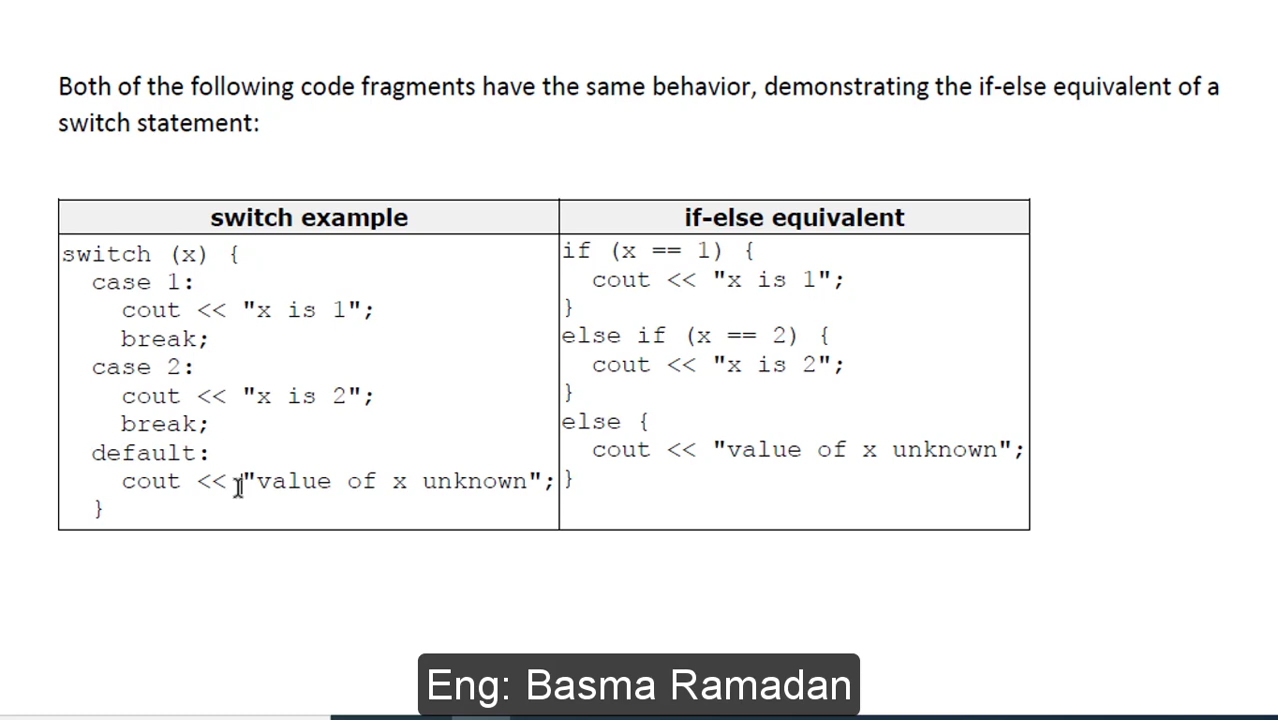 Both of the following code fragments have the same behavior, demonstrating the if-else equivalent of a
switch statement:
switch example
switch (x) {
case 1:
cout << "x is 1";
break;
case 2:
cout << "x is 2";
break;
default:
cout << "value of x unknown";
}
if-else equivalent
if (x == 1) {
cout << "x is 1";
}
else if (x == 2) {
cout << "x is 2";
}
else {
cout << "value of x unknown";
}
Eng: Basma Ramadan